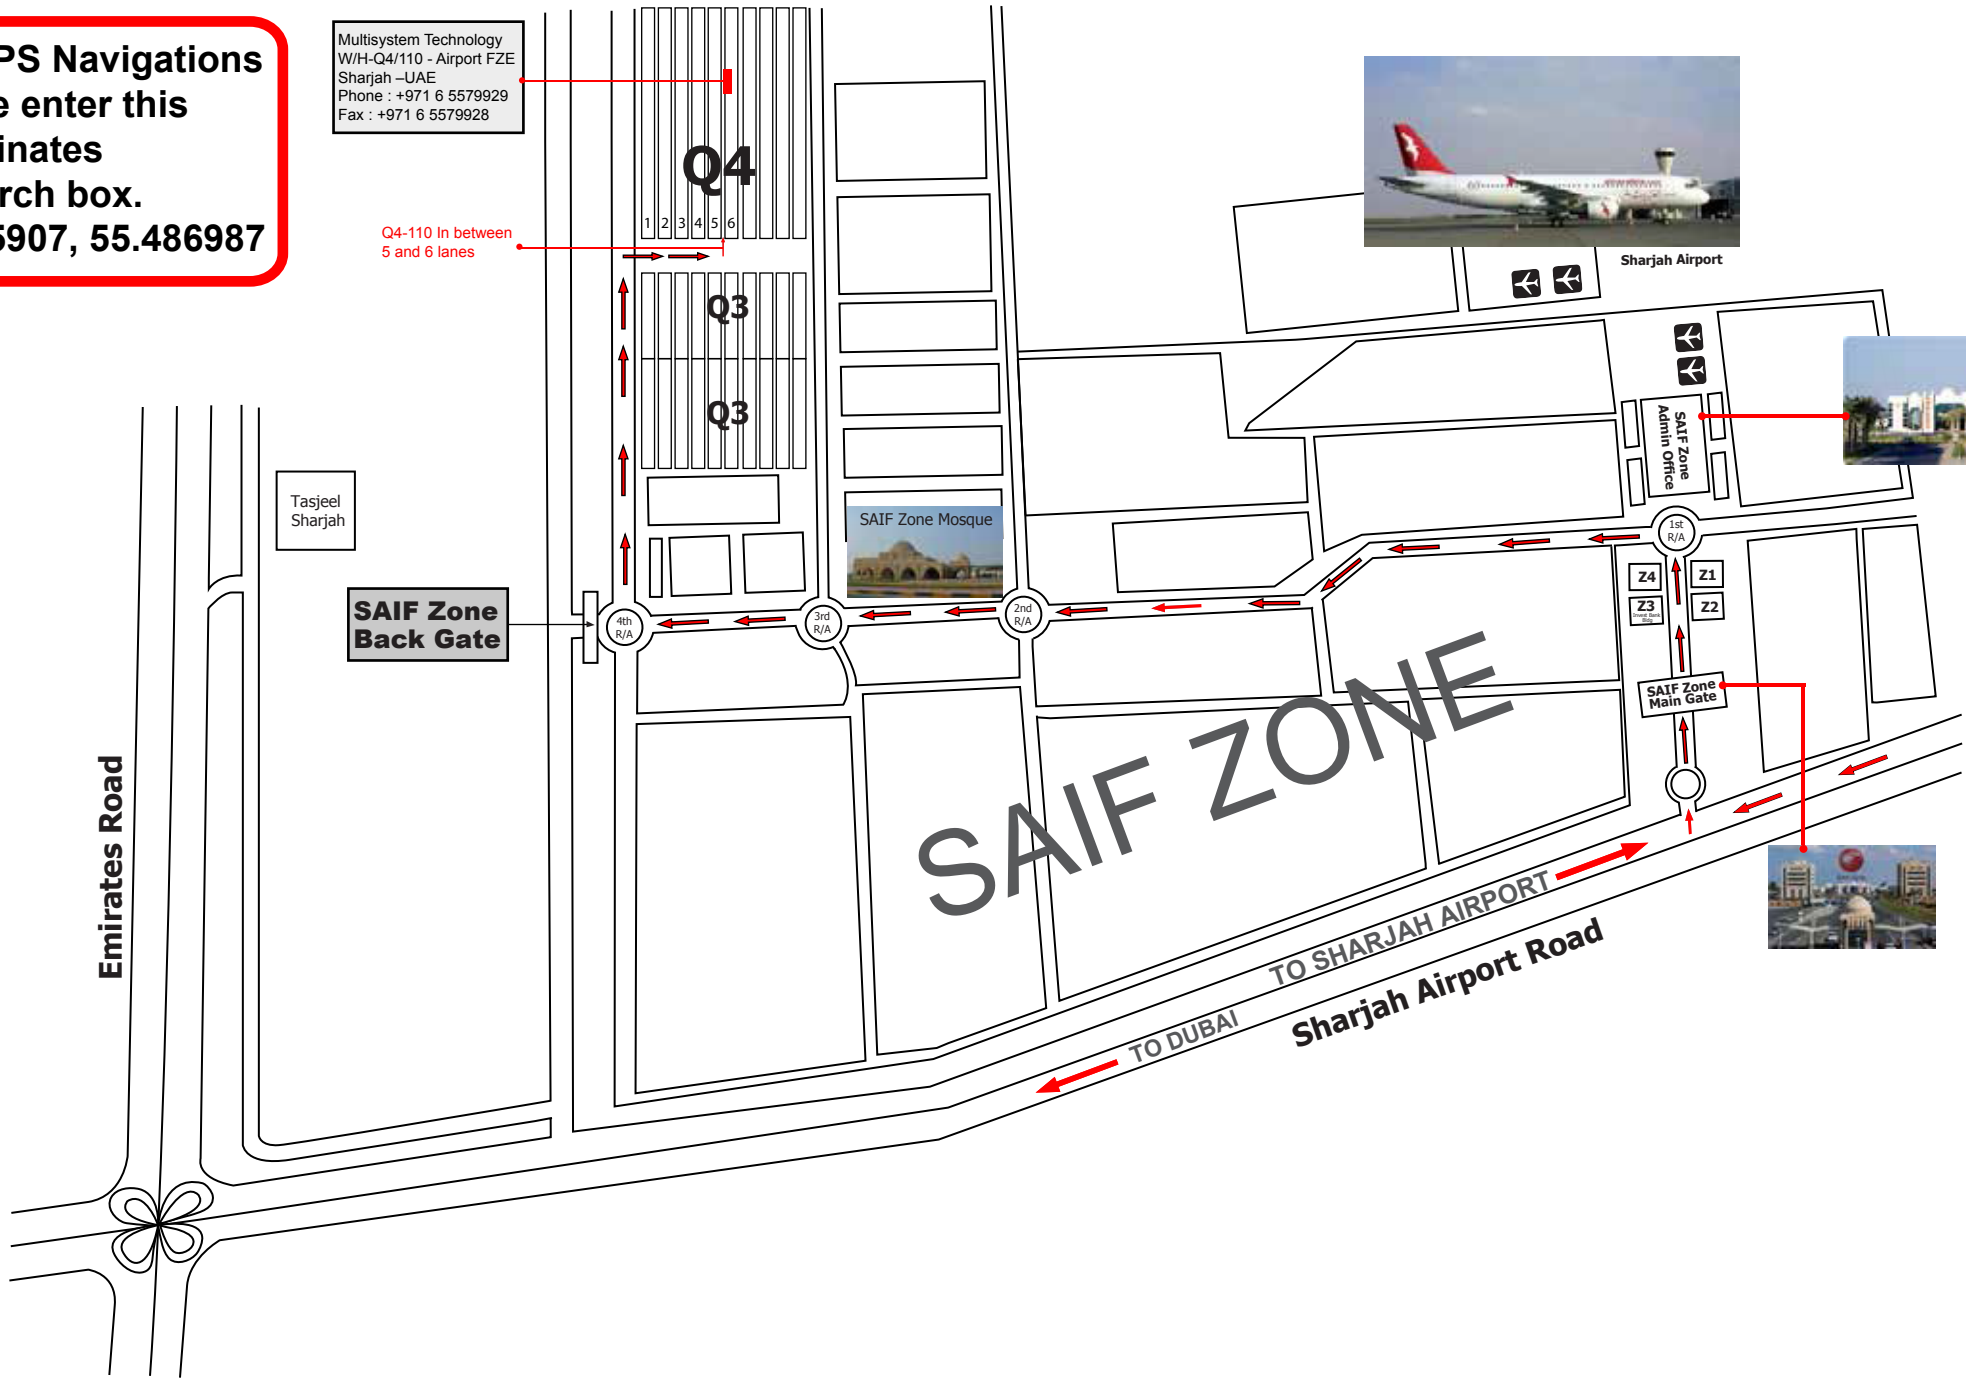 PS Navigations
e enter this
inates
rch box.
5907, 55.486987
Multisystem Technology
W/H-Q4/110 - Airport FZE
Sharjah –UAE
Phone : +971 6 5579929
Fax : +971 6 5579928
Q4
1 2 3 4 5 6
Q4-110 In between
5 and 6 lanes
Q3
Q3
Sharjah Airport
SAIF Zone
Admin Office
Tasjeel
Sharjah
SAIF Zone Mosque
SAIF Zone
Back Gate
4th
R/A
3rd
R/A
2nd
R/A
1st
R/A
Z4
Z1
Z3
Invest Bank
Bldg
Z2
SAIF Zone
Main Gate
SAIF ZONE
Emirates Road
TO SHARJAH AIRPORT
TO DUBAI
Sharjah Airport Road